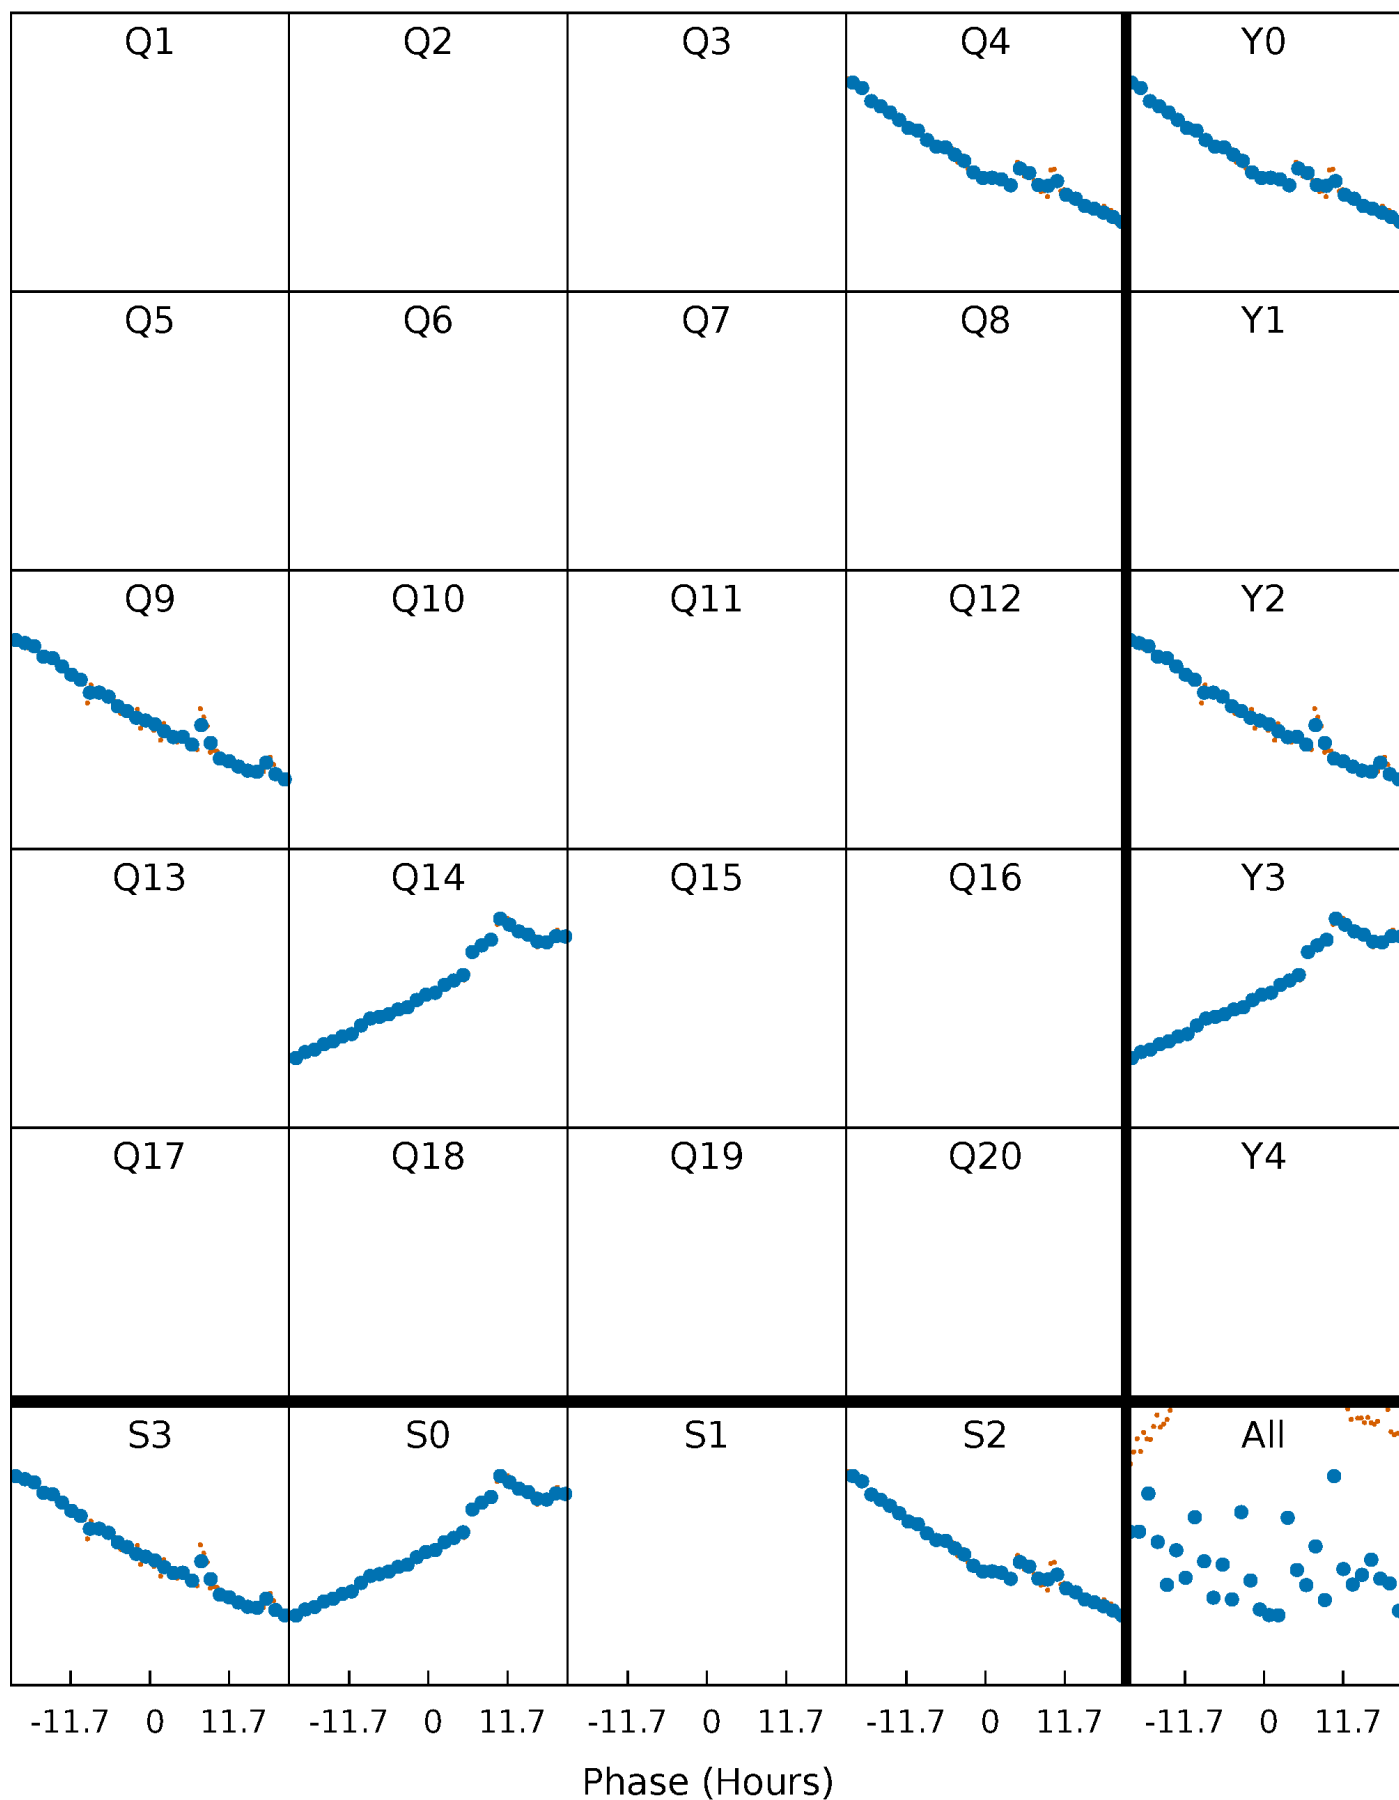 Q1 Q2 Q3 Q4 Y0
Q5 Q6 Q7 Q8 Y1
Q9 Q10 Q11 Q12 Y2
Q13 Q14 Q15 Q16 Y3
Q17 Q18 Q19 Q20 Y4
S3 S0 S1 S2 All
-11.7 0 11.7 -11.7 0 11.7 -11.7 0 11.7 -11.7 0 11.7 -11.7 0 11.7
Phase (Hours)